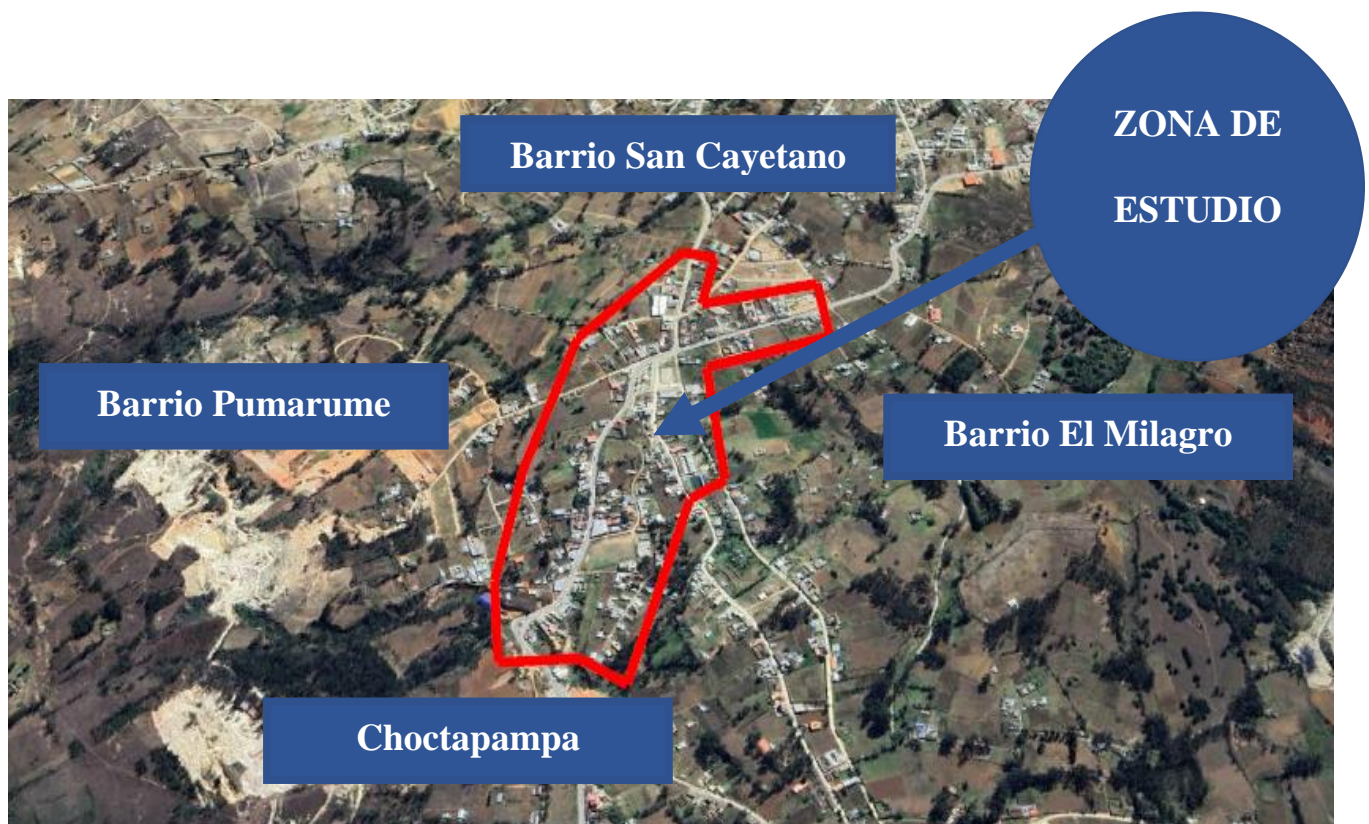 ZONA DE
ESTUDIO
Barrio San Cayetano
Barrio Pumarume
Barrio El Milagro
Choctapampa